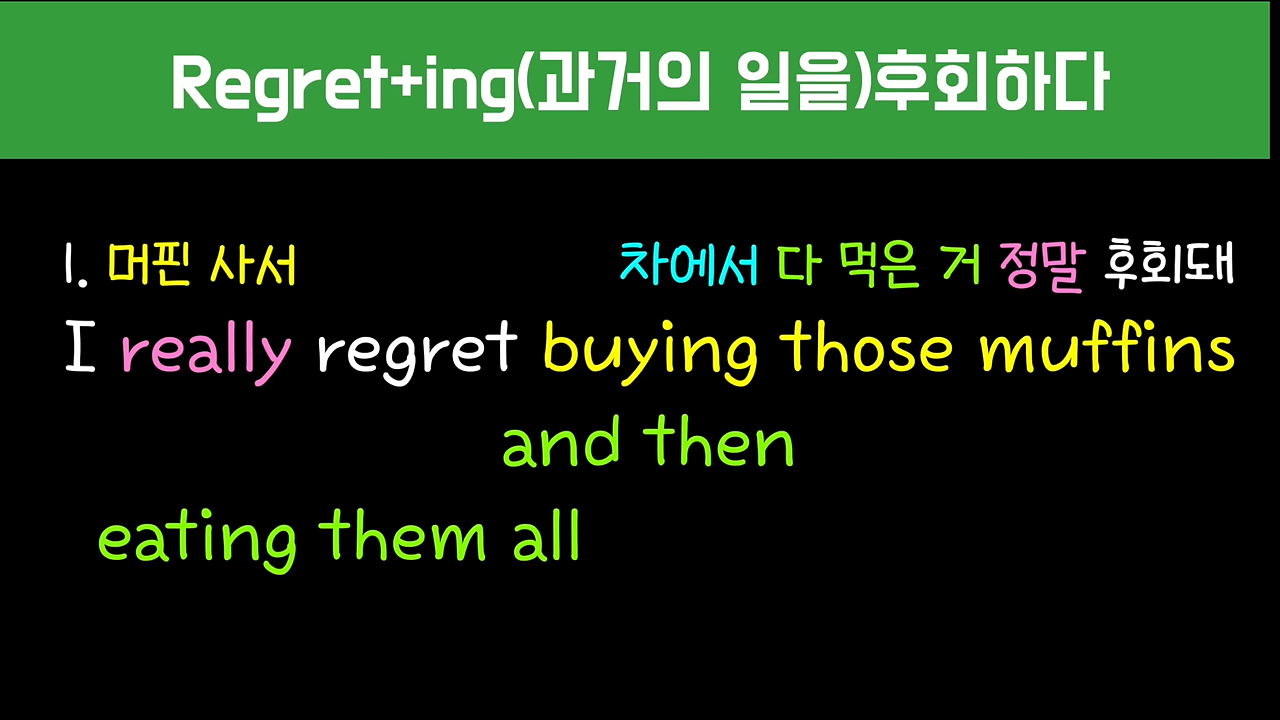 Regret+ing(과거의 일을)후회하다
1. 머핀 사서 차에서 다 먹은 거 정말 후회돼
I really regret buying those muffins
and then
eating them all